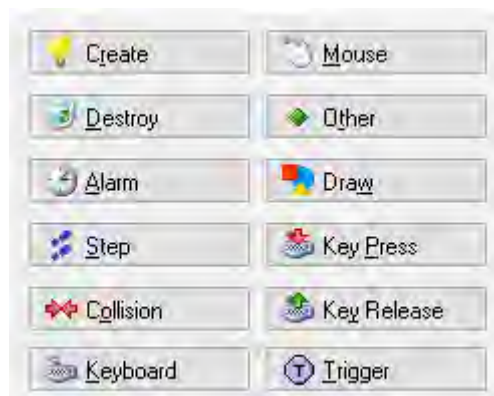 Create
Mouse
Destroy
Other
Alarm
Draw
Step
Key Press
Collision
Key Release
Keyboard
T Trigger